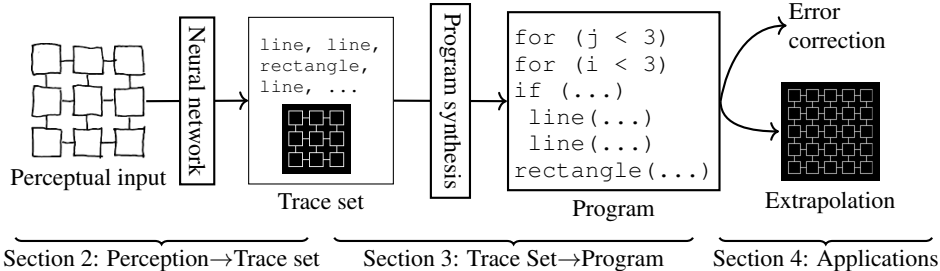 Perceptual input
Neural network
line, line,
rectangle,
line, ...
Trace set
Program synthesis
for (j < 3)
for (i < 3)
if (...)
line(...)
line(...)
rectangle(...)
Program
Error
correction
Extrapolation
Section 2: Perception→Trace set
Section 3: Trace Set→Program
Section 4: Applications